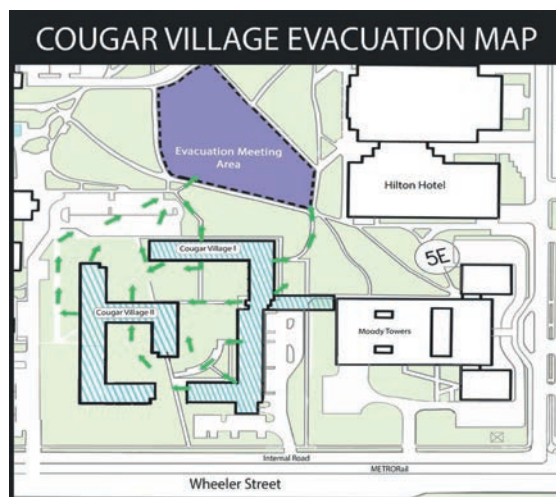 COUGAR VILLAGE EVACUATION MAP
Evacuation Meeting
Area
Hilton Hotel
Cougar Village I
5E
Cougar Village II
Moody Towers
Internal Road
METRORail
Wheeler Street